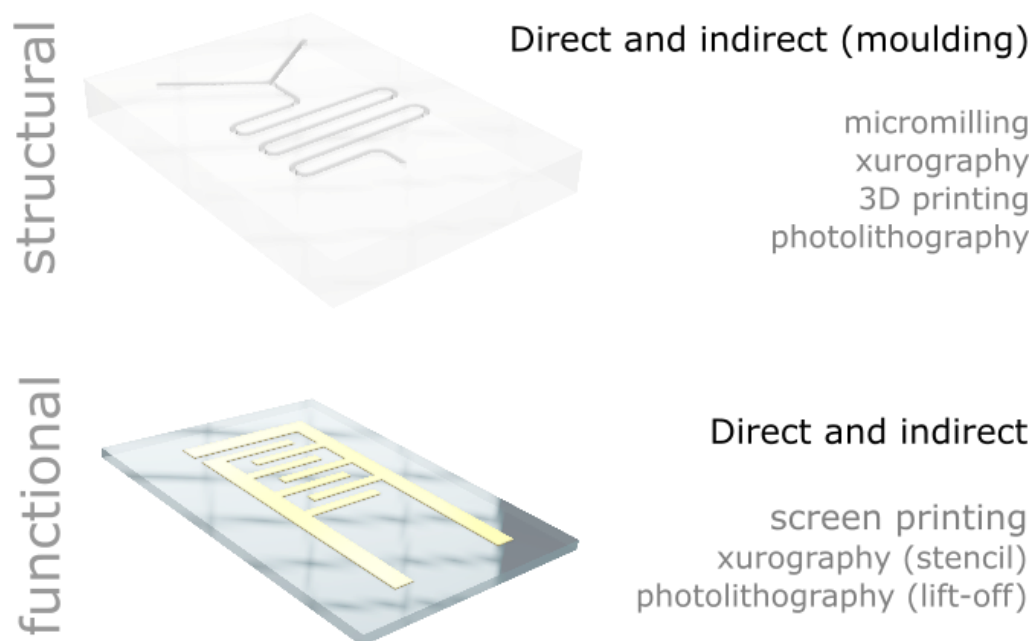 structural
Direct and indirect (moulding)
micromilling
xurography
3D printing
photolithography
functional
Direct and indirect
screen printing
xurography (stencil)
photolithography (lift-off)